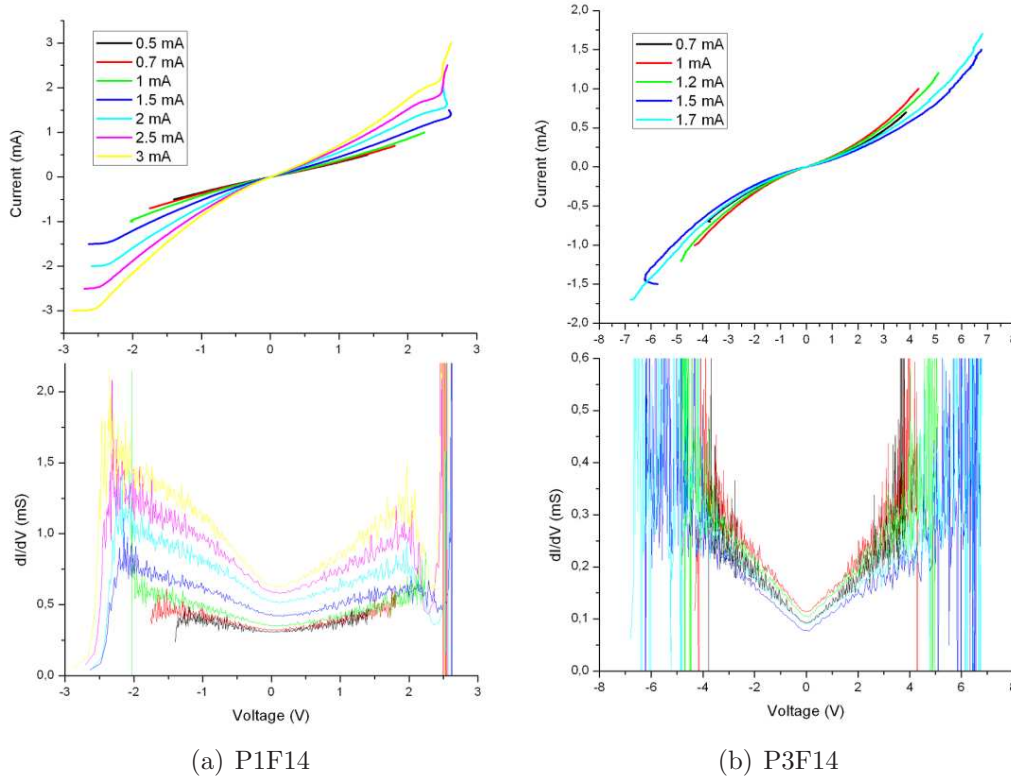 3
2
1
0
-1
-2
-3
Current (mA)
0.5 mA
0.7 mA
1 mA
1.5 mA
2 mA
2.5 mA
3 mA
-3 -2 -1 0 1 2 3
2,0
1,5
1,0
0,5
0,0
dI/dV (mS)
-3 -2 -1 0 1 2 3
Voltage (V)
(a) P1F14
2,0
1,5
1,0
0,5
0,0
-0,5
-1,0
-1,5
-2,0
Current (mA)
0.7 mA
1 mA
1.2 mA
1.5 mA
1.7 mA
-8 -7 -6 -5 -4 -3 -2 -1 0 1 2 3 4 5 6 7 8
0,6
0,5
0,4
0,3
0,2
0,1
0,0
dI/dV (mS)
-8 -6 -4 -2 0 2 4 6 8
Voltage (V)
(b) P3F14